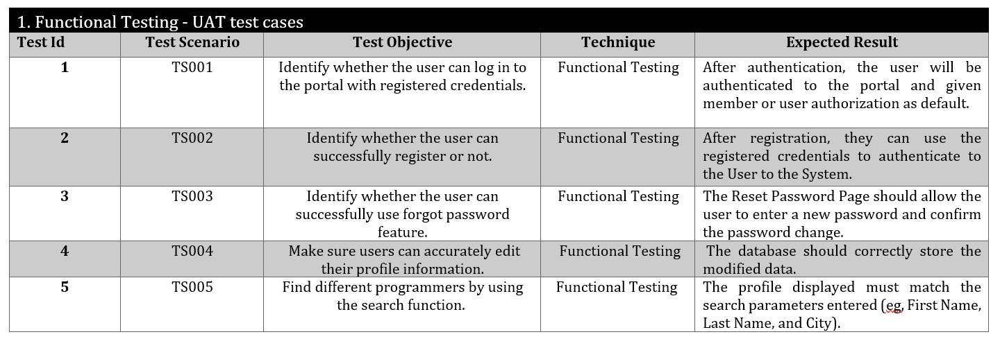 1. Functional Testing - UAT test cases
Test Id Test Scenario Test Objective Technique Expected Result
1 TS001 Identify whether the user can log in to Functional Testing After authentication, the user will be
the portal with registered credentials. authenticated to the portal and given
member or user authorization as default.
2 TS002 Identify whether the user can Functional Testing After registration, they can use the
successfully register or not. registered credentials to authenticate to
the User to the System.
3 TS003 Identify whether the user can Functional Testing The Reset Password Page should allow the
successfully use forgot password user to enter a new password and confirm
feature. the password change.
4 TS004 Make sure users can accurately edit Functional Testing The database should correctly store the
their profile information. modified data.
5 TS005 Find different programmers by using Functional Testing The profile displayed must match the
the search function. search parameters entered (eg, First Name,
Last Name, and City).